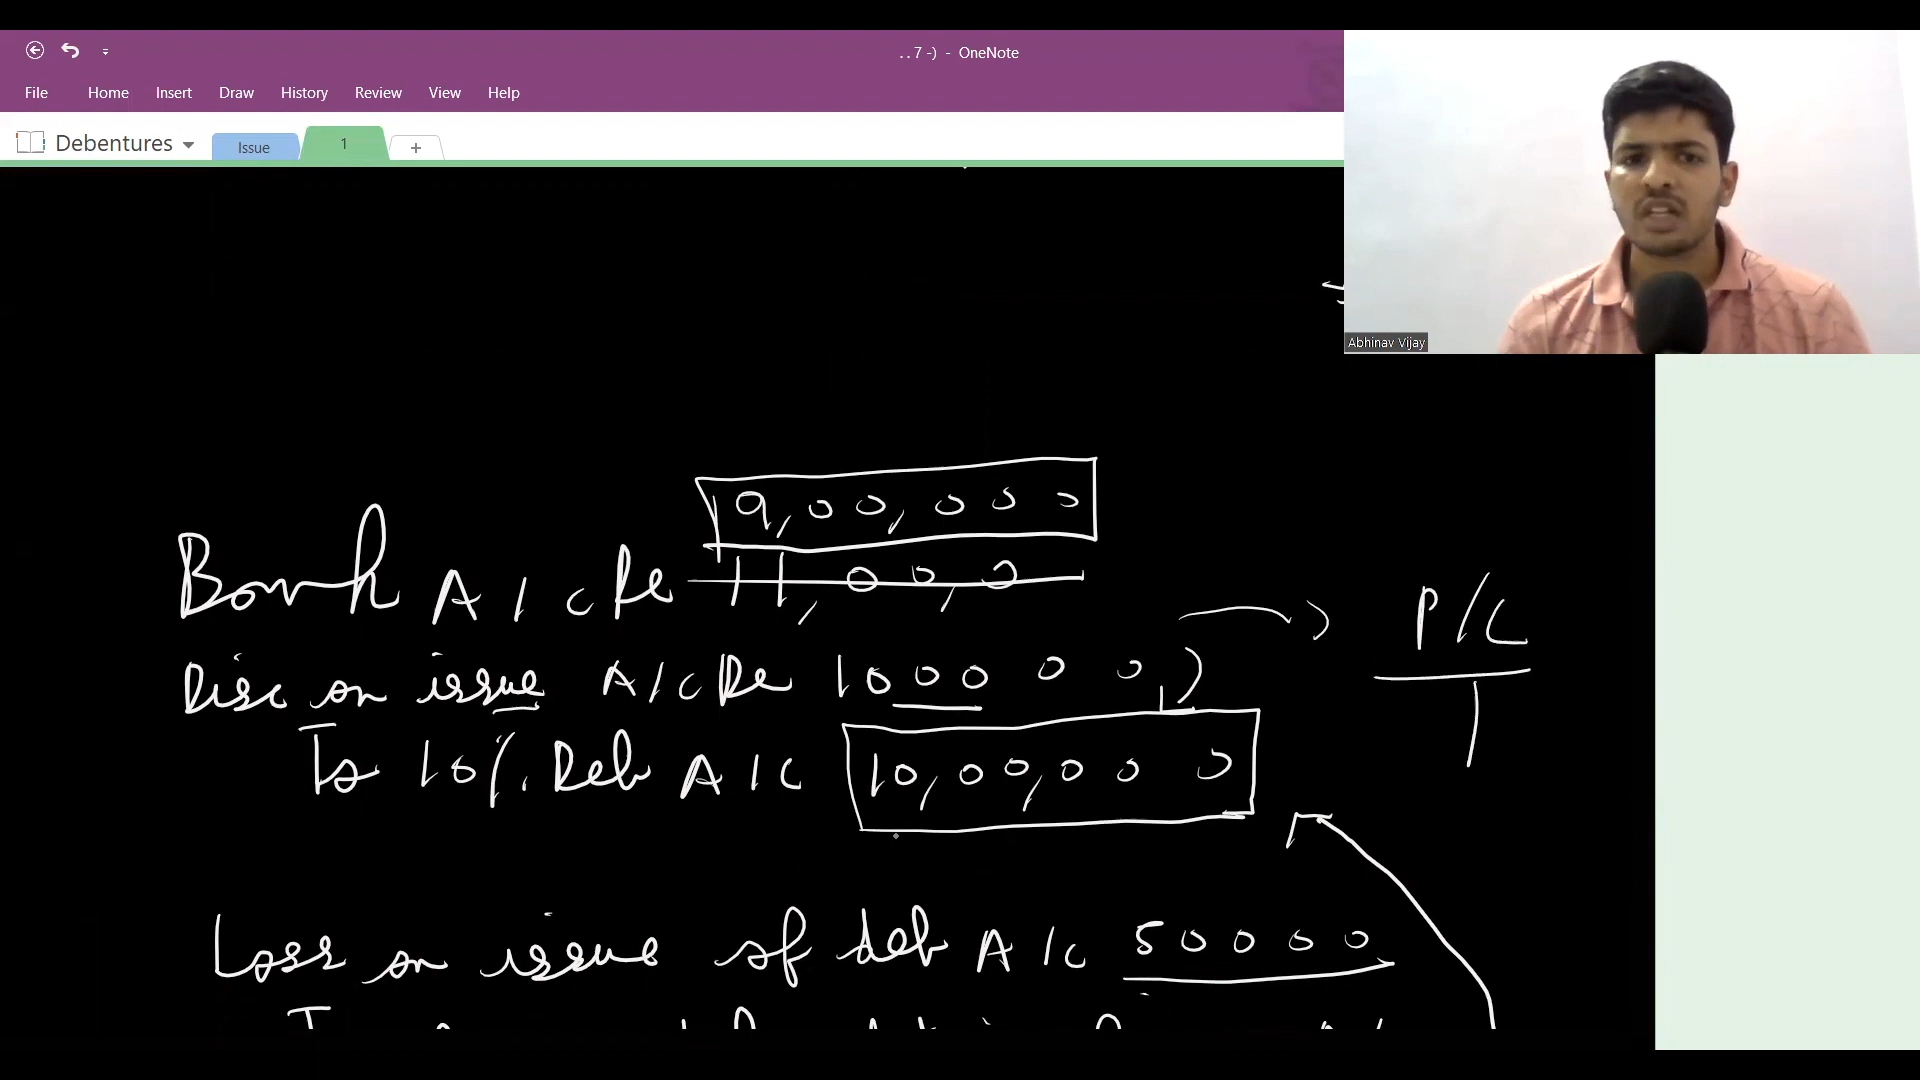 . . 7 -) - OneNote
File Home Insert Draw History Review View Help
Debentures Issue 1 +
Abhinav Vijay
9,00,000
Bank A/c Dr 11,00,0
Disc on issue A/c Dr 100000, → P/L
To 10% Deb A/c 10,00,000
Loss on issue of deb A/c 50000